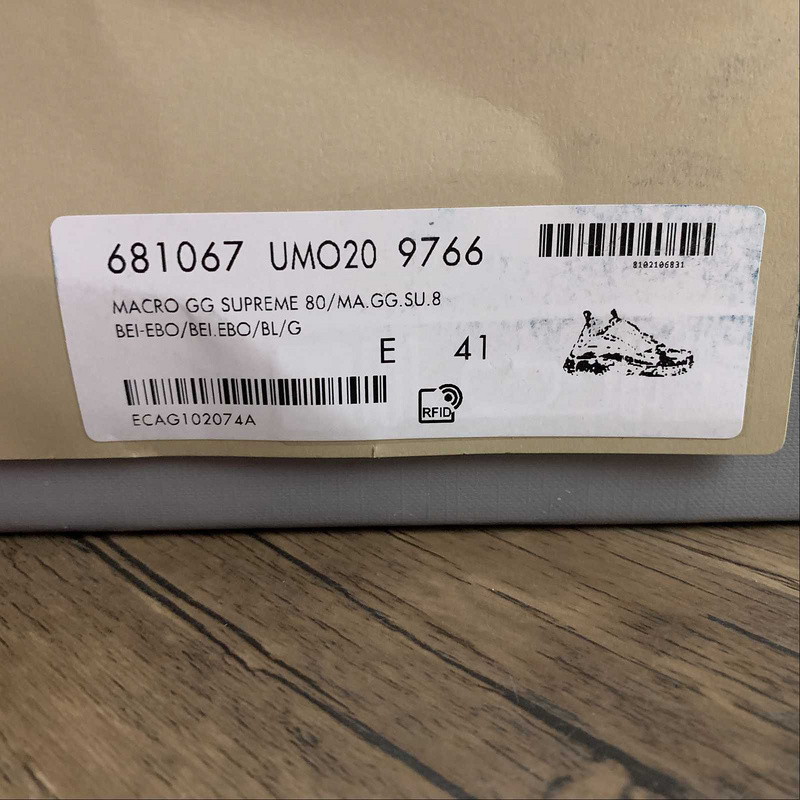 681067 UMO20 9766
8102106831
MACRO GG SUPREME 80/MA.GG.SU.8
BEI-EBO/BEI.EBO/BL/G
E 41
RFID
ECAG102074A